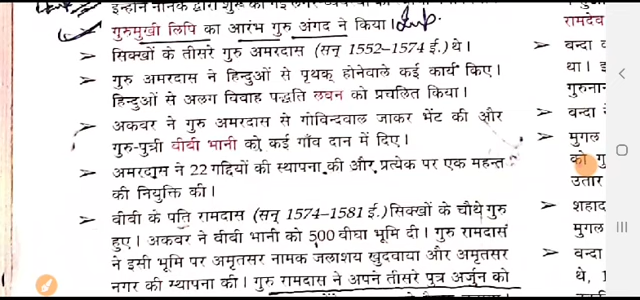 गुरुमुखी लिपि का आरंभ गुरु अंगद ने किया। Imp
सिक्खों के तीसरे गुरु अमरदास (सन् 1552–1574 ई.) थे।
गुरु अमरदास ने हिन्दुओं से पृथक् होनेवाले कई कार्य किए।
हिन्दुओं से अलग विवाह पद्धति लवन को प्रचलित किया।
अकबर ने गुरु अमरदास से गोविन्दवाल जाकर भेंट की और
गुरु-पुत्री बीबी भानी को कई गाँव दान में दिए।
अमरदास ने 22 गद्दियों की स्थापना की और प्रत्येक पर एक महन्त
की नियुक्ति की।
बीबी के पति रामदास (सन् 1574–1581 ई.) सिक्खों के चौथे गुरु
हुए। अकबर ने बीबी भानी को 500 बीघा भूमि दी। गुरु रामदास
ने इसी भूमि पर अमृतसर नामक जलाशय खुदवाया और अमृतसर
नगर की स्थापना की। गुरु रामदास ने अपने तीसरे पुत्र अर्जुन को
रामदेव
बन्दा
था।
गुरुना
बन्दा
मुगल
को गु
उतार
शहाद
मुगल
बन्दा
थे,